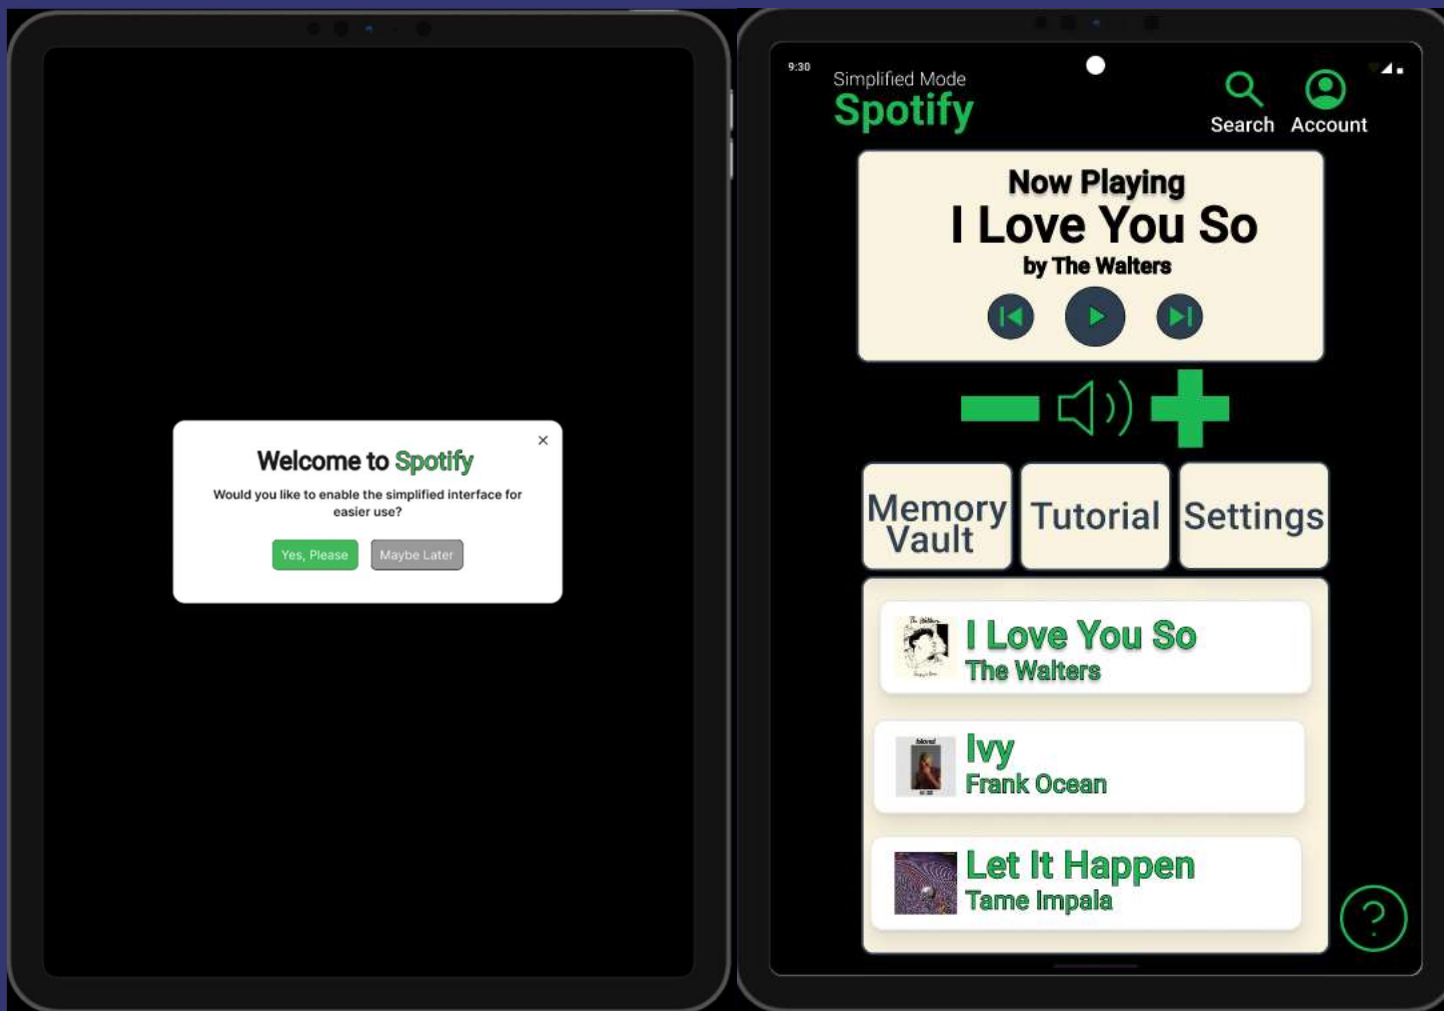 Welcome to Spotify
Would you like to enable the simplified interface for
easier use?
Yes, Please
Maybe Later
9:30
Simplified Mode
Spotify
Search
Account
Now Playing
I Love You So
by The Walters
Memory
Vault
Tutorial
Settings
I Love You So
The Walters
Ivy
Frank Ocean
Let It Happen
Tame Impala
?